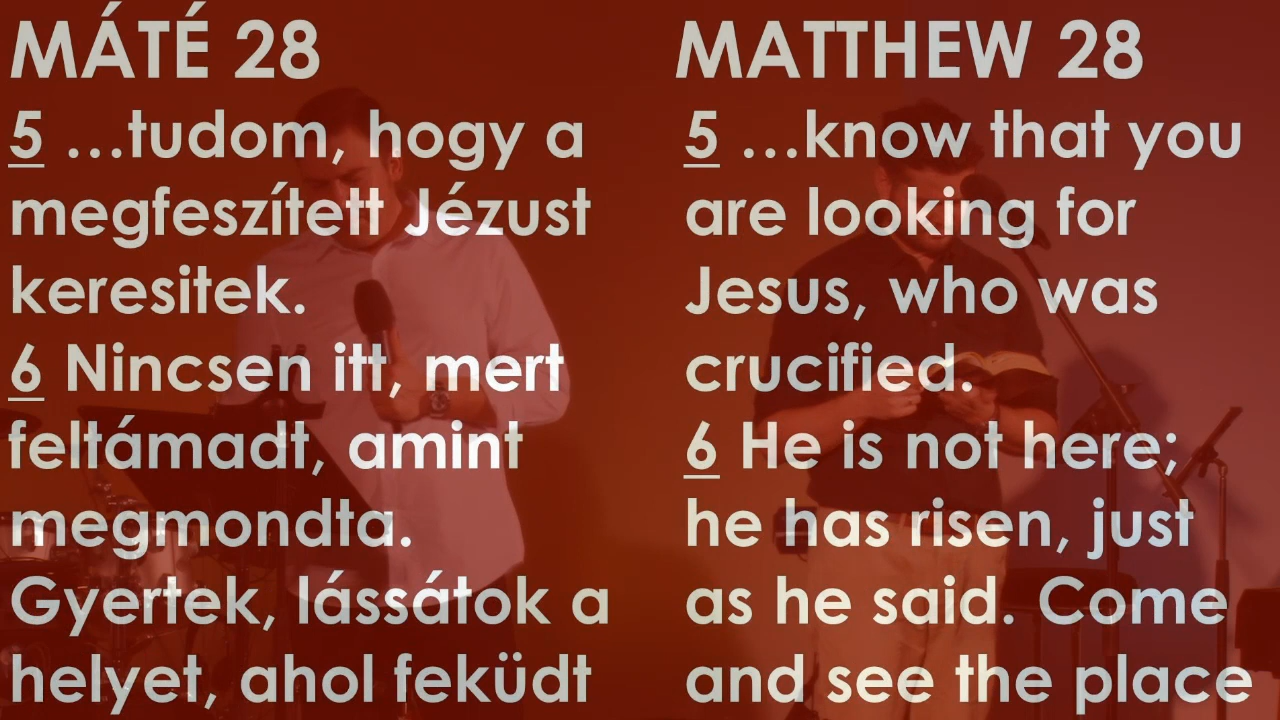 MÁTÉ 28
5 ...tudom, hogy a
megfeszített Jézust
keresitek.
6 Nincsen itt, mert
feltámadt, amint
megmondta.
Gyertek, lássátok a
helyet, ahol feküdt
MATTHEW 28
5 ...know that you
are looking for
Jesus, who was
crucified.
6 He is not here;
he has risen, just
as he said. Come
and see the place